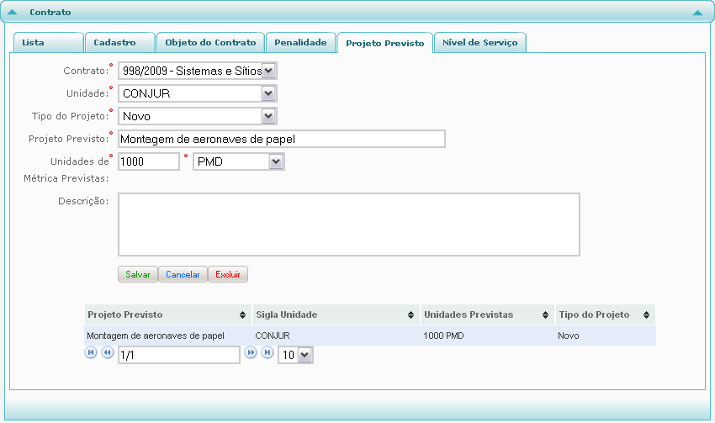 Contrato
Lista Cadastro Objeto do Contrato Penalidade Projeto Previsto Nível de Serviço
Contrato:* 998/2009 - Sistemas e Sítios
Unidade:* CONJUR
Tipo do Projeto:* Novo
Projeto Previsto:* Montagem de aeronaves de papel
Unidades de* 1000 * PMD
Métrica Previstas:
Descrição:
Salvar Cancelar Excluir
Projeto Previsto Sigla Unidade Unidades Previstas Tipo do Projeto
Montagem de aeronaves de papel CONJUR 1000 PMD Novo
1/1 10